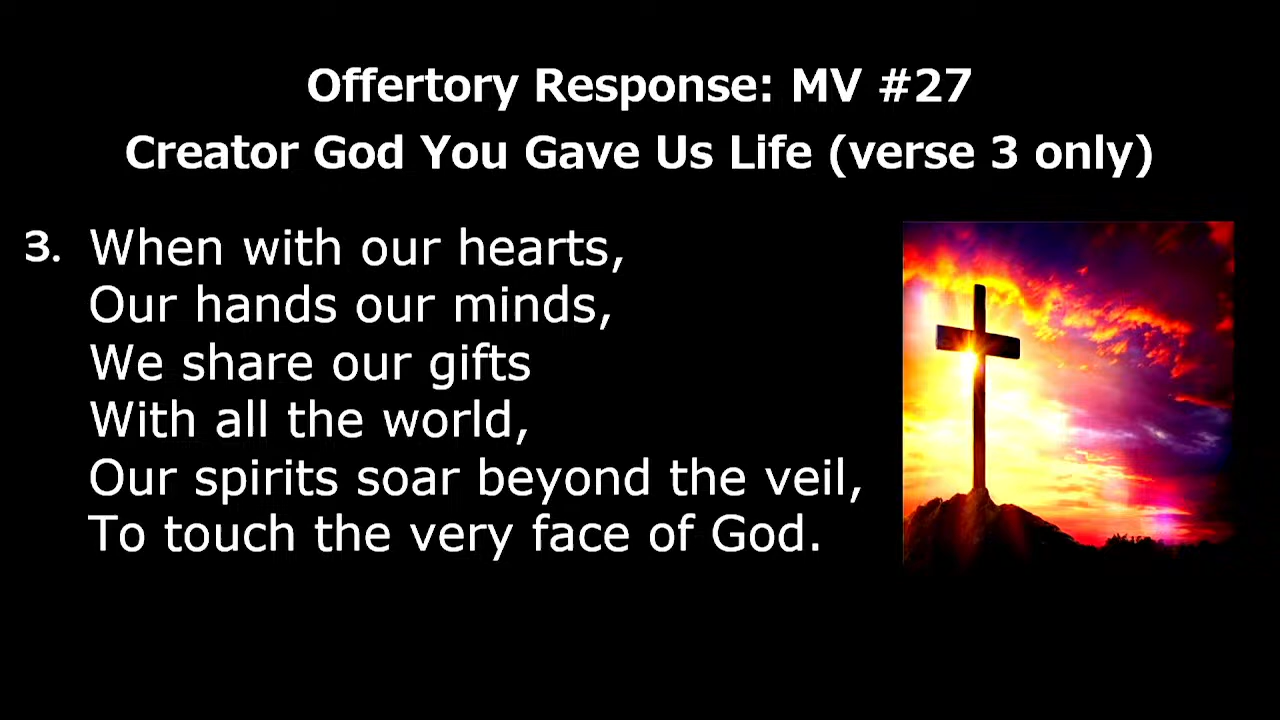 Offertory Response: MV #27
Creator God You Gave Us Life (verse 3 only)
3. When with our hearts,
Our hands our minds,
We share our gifts
With all the world,
Our spirits soar beyond the veil,
To touch the very face of God.